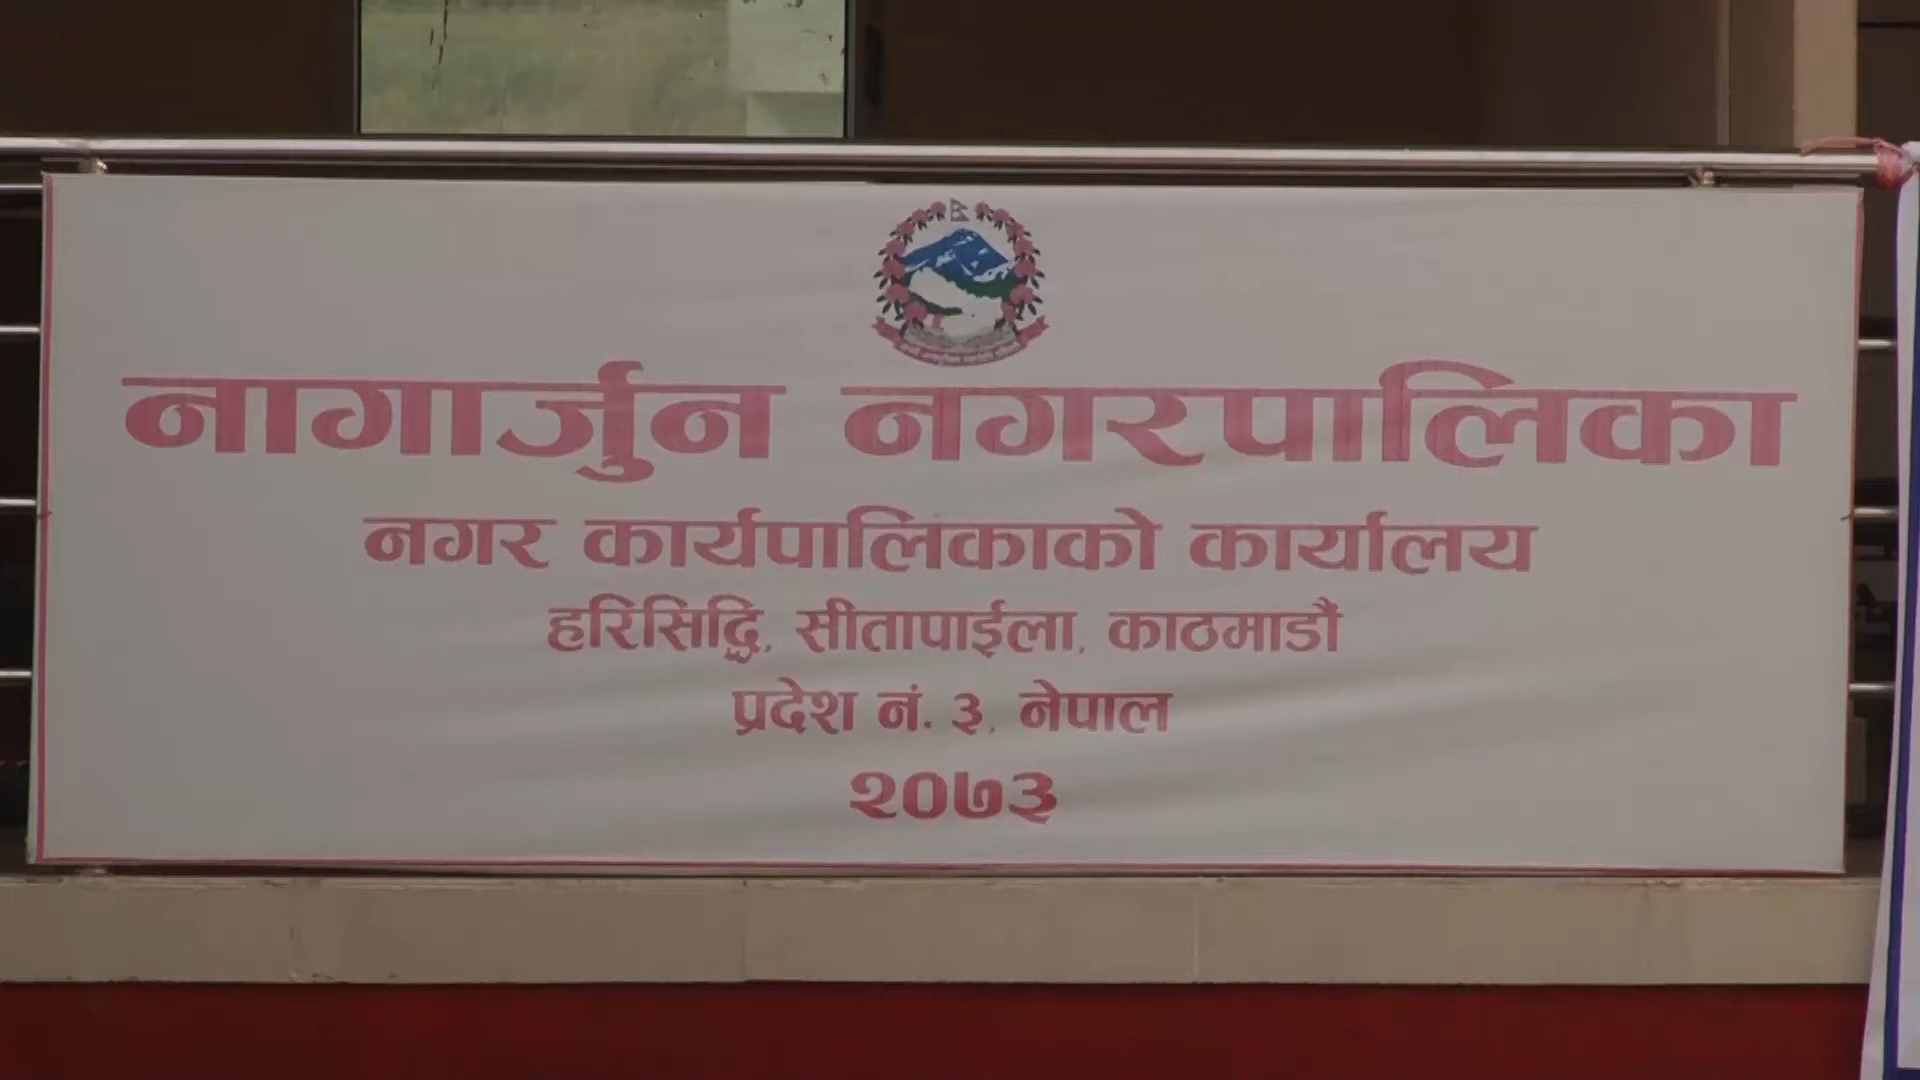 नागार्जुन नगरपालिका
नगर कार्यपालिकाको कार्यालय
हरिसिद्धि, सीतापाईला, काठमाडौं
प्रदेश नं. ३, नेपाल
२०७३